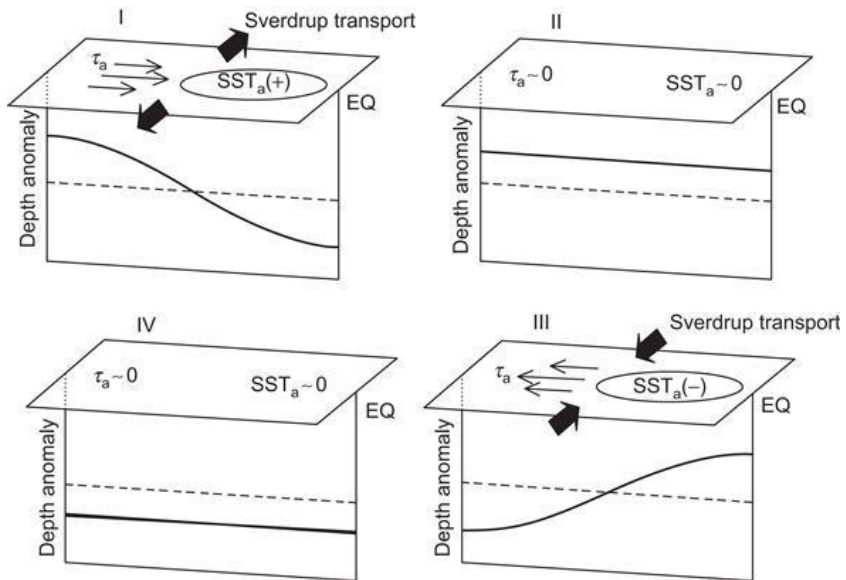 I
Sverdrup transport
τa
SSTa(+)
EQ
Depth anomaly
II
τa~0
SSTa~0
EQ
Depth anomaly
IV
τa~0
SSTa~0
EQ
Depth anomaly
III
Sverdrup transport
τa
SSTa(−)
EQ
Depth anomaly